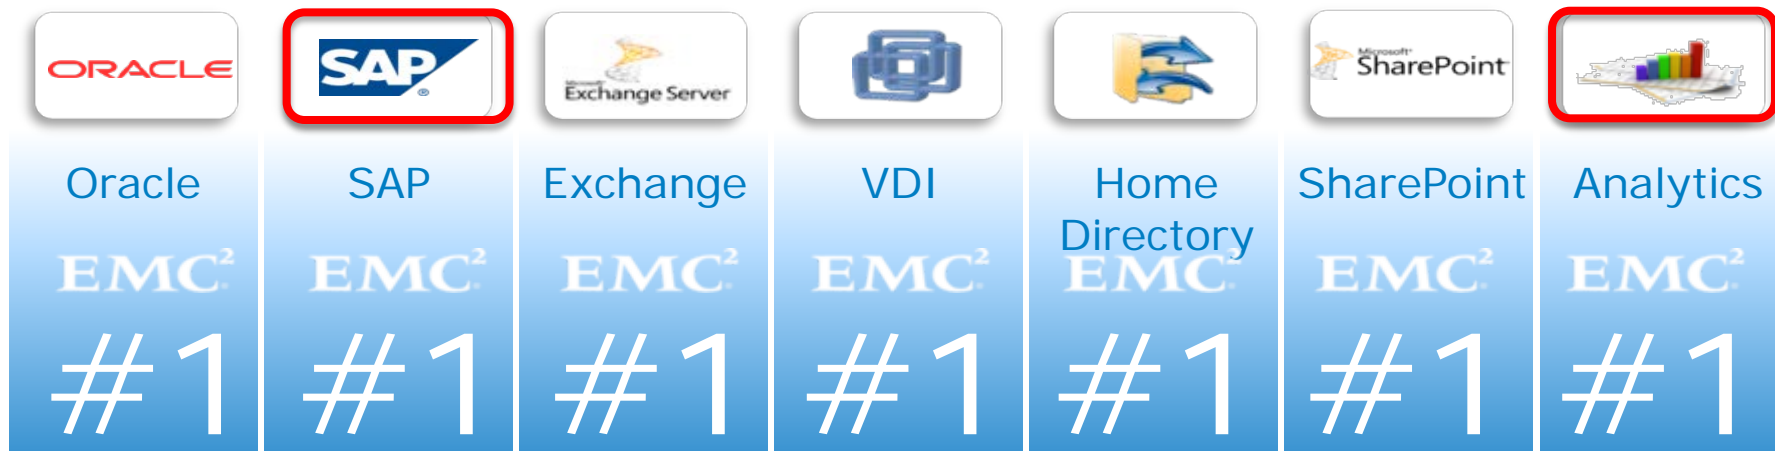 ORACLE
SAP®
Microsoft
Exchange Server
Microsoft®
SharePoint
Oracle
SAP
Exchange
VDI
Home
Directory
SharePoint
Analytics
EMC²
EMC²
EMC²
EMC²
EMC²
EMC²
EMC²
#1
#1
#1
#1
#1
#1
#1